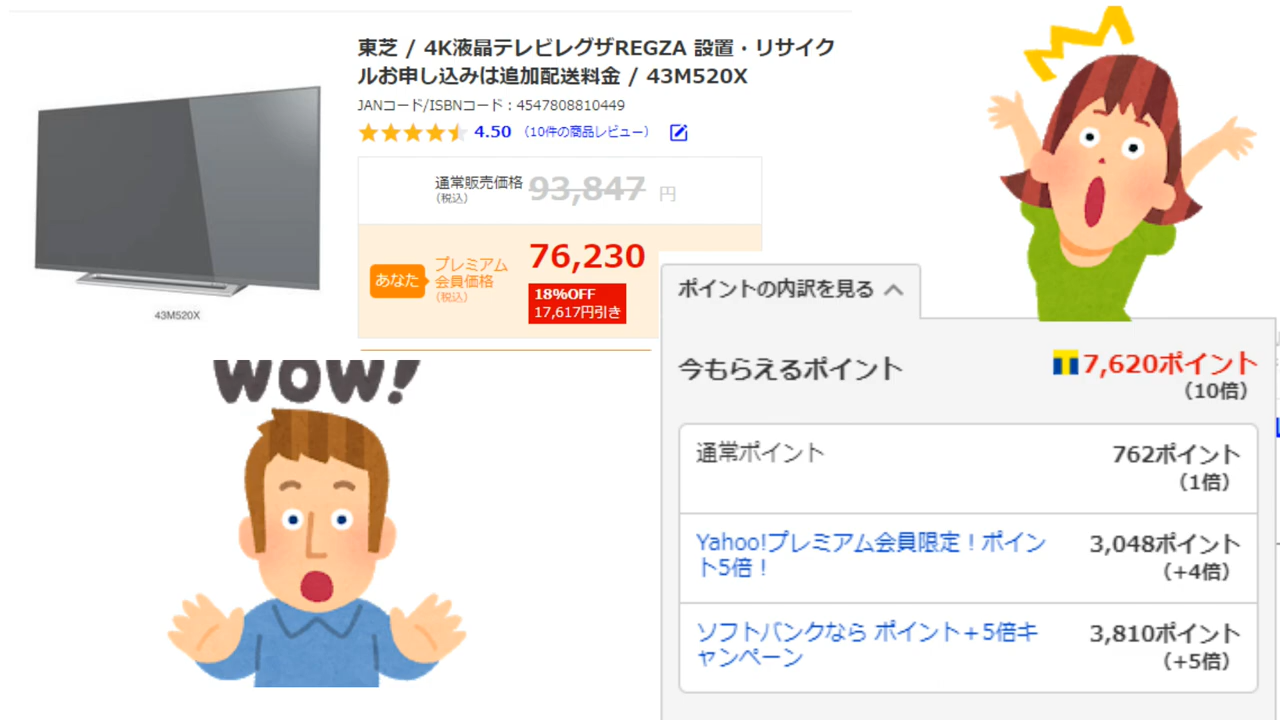 東芝 / 4K液晶テレビレグザREGZA 設置・リサイク
ルお申し込みは追加配送料金 / 43M520X
JANコード/ISBNコード：4547808810449
4.50 （10件の商品レビュー）
通常販売価格
（税込）
93,847 円
あなた
プレミアム
会員価格
（税込）
76,230
18%OFF
17,617円引き
43M520X
WOW!
ポイントの内訳を見る
今もらえるポイント
T 7,620ポイント
（10倍）
通常ポイント
762ポイント
（1倍）
Yahoo!プレミアム会員限定！ポイン
ト5倍！
3,048ポイント
（+4倍）
ソフトバンクなら ポイント＋5倍キ
ャンペーン
3,810ポイント
（+5倍）